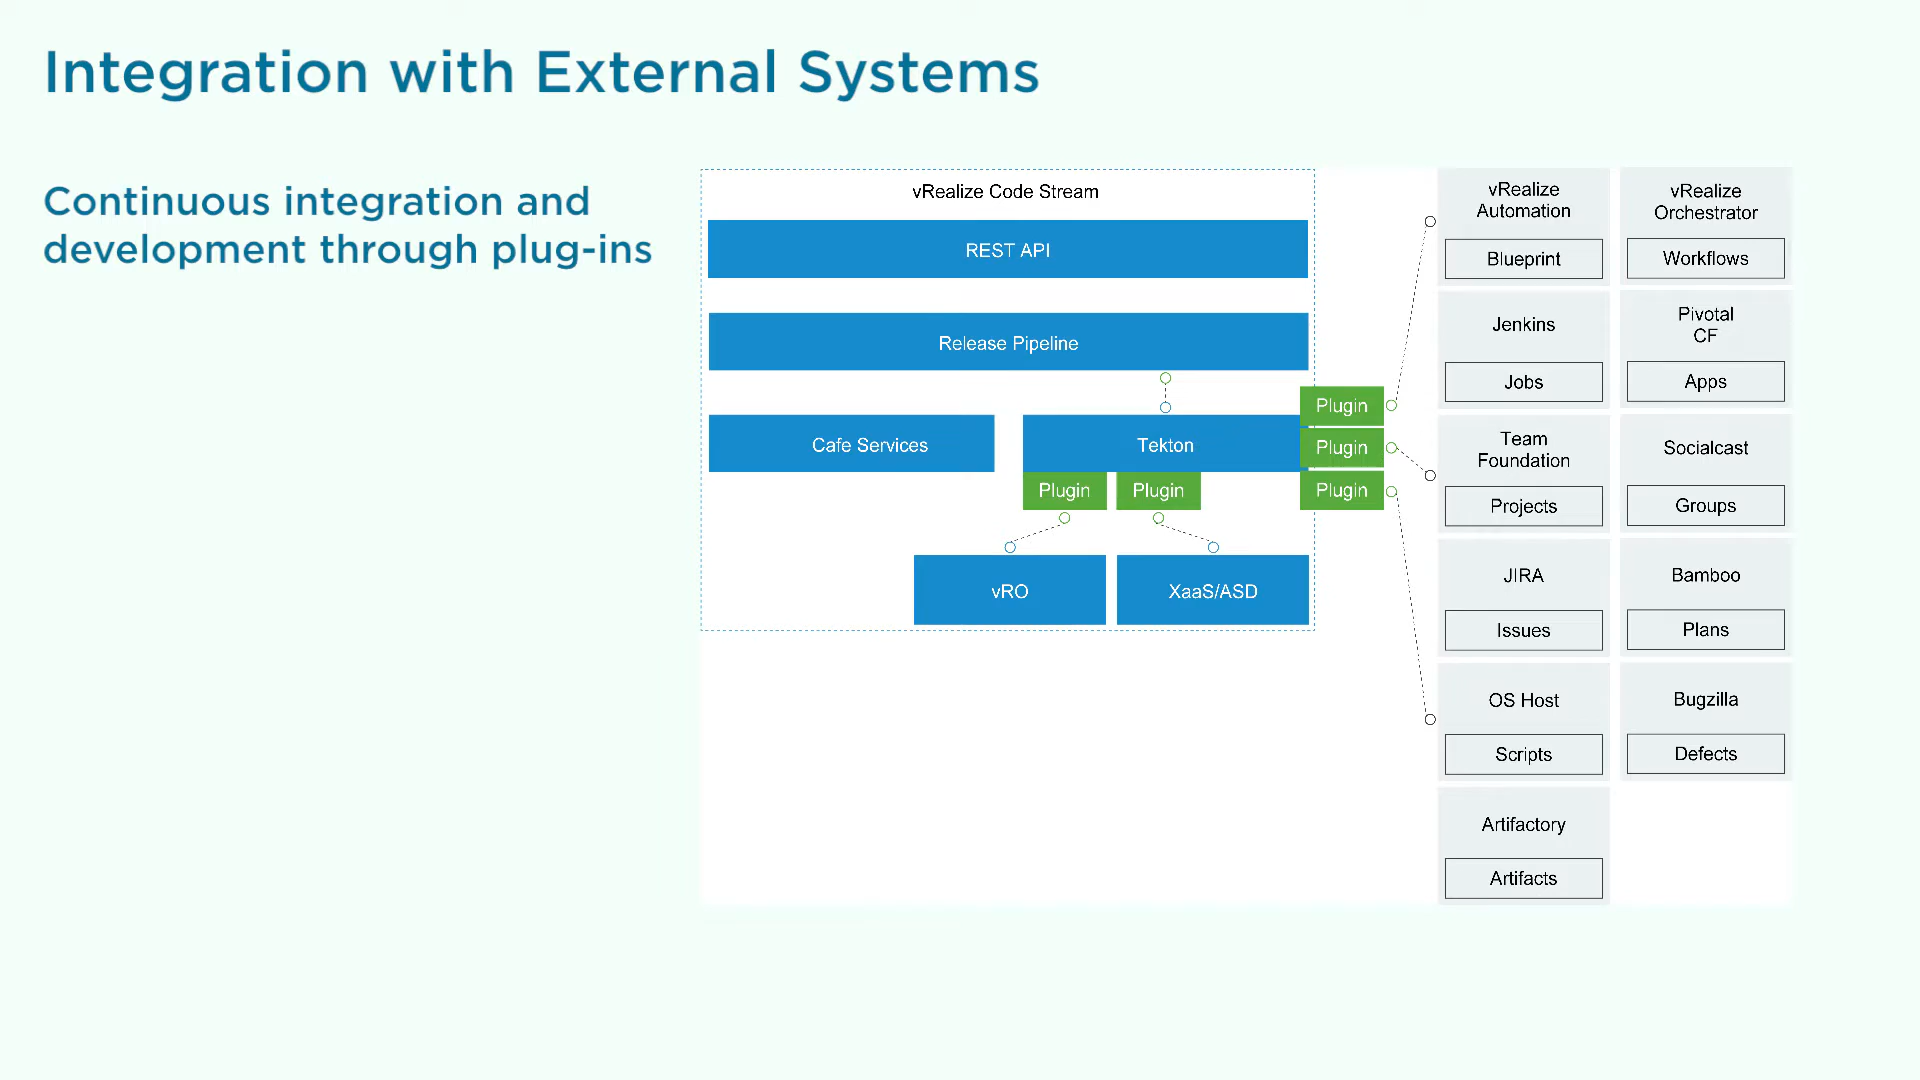 Integration with External Systems
Continuous integration and
development through plug-ins
vRealize Code Stream
REST API
Release Pipeline
Cafe Services
Tekton
Plugin
Plugin
Plugin
Plugin
Plugin
vRO
XaaS/ASD
vRealize
Automation
Blueprint
vRealize
Orchestrator
Workflows
Jenkins
Jobs
Pivotal
CF
Apps
Team
Foundation
Projects
Socialcast
Groups
JIRA
Issues
Bamboo
Plans
OS Host
Scripts
Bugzilla
Defects
Artifactory
Artifacts